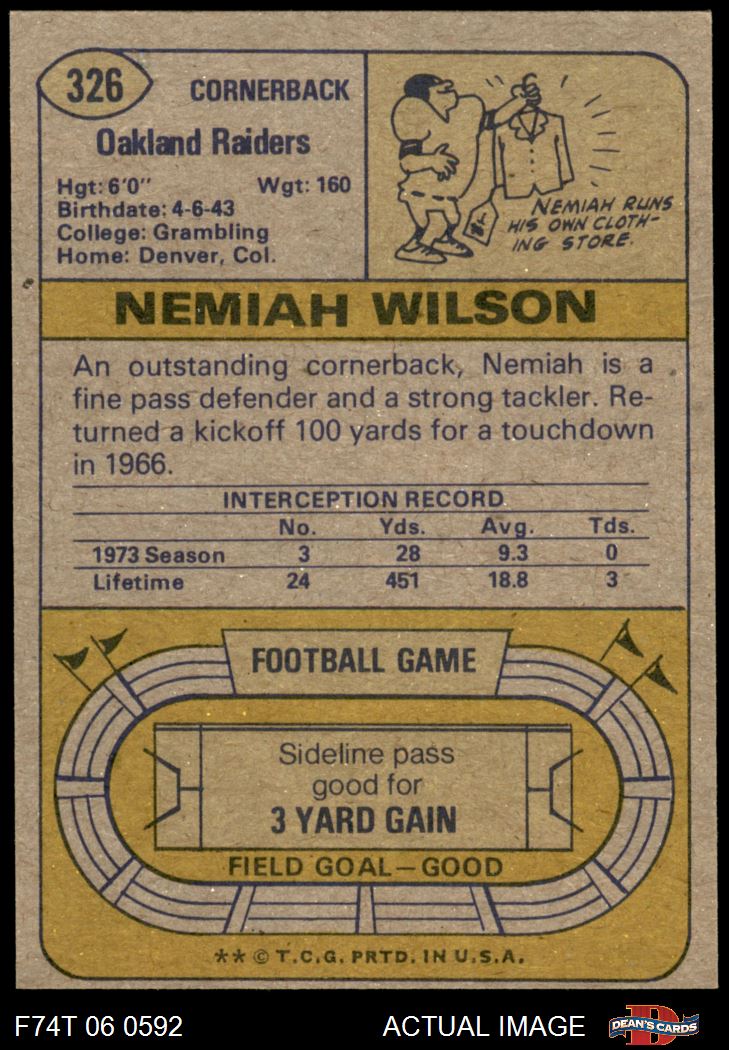 326
CORNERBACK
Oakland Raiders
Hgt: 6'0" Wgt: 160
Birthdate: 4-6-43
College: Grambling
Home: Denver, Col.
NEMIAH RUNS
HIS OWN CLOTH-
ING STORE.
NEMIAH WILSON
An outstanding cornerback, Nemiah is a
fine pass defender and a strong tackler. Re-
turned a kickoff 100 yards for a touchdown
in 1966.
INTERCEPTION RECORD
No. Yds. Avg. Tds.
1973 Season 3 28 9.3 0
Lifetime 24 451 18.8 3
FOOTBALL GAME
Sideline pass
good for
3 YARD GAIN
FIELD GOAL—GOOD
** © T.C.G. PRTD. IN U.S.A.
F74T 06 0592 ACTUAL IMAGE
DEAN'S CARDS